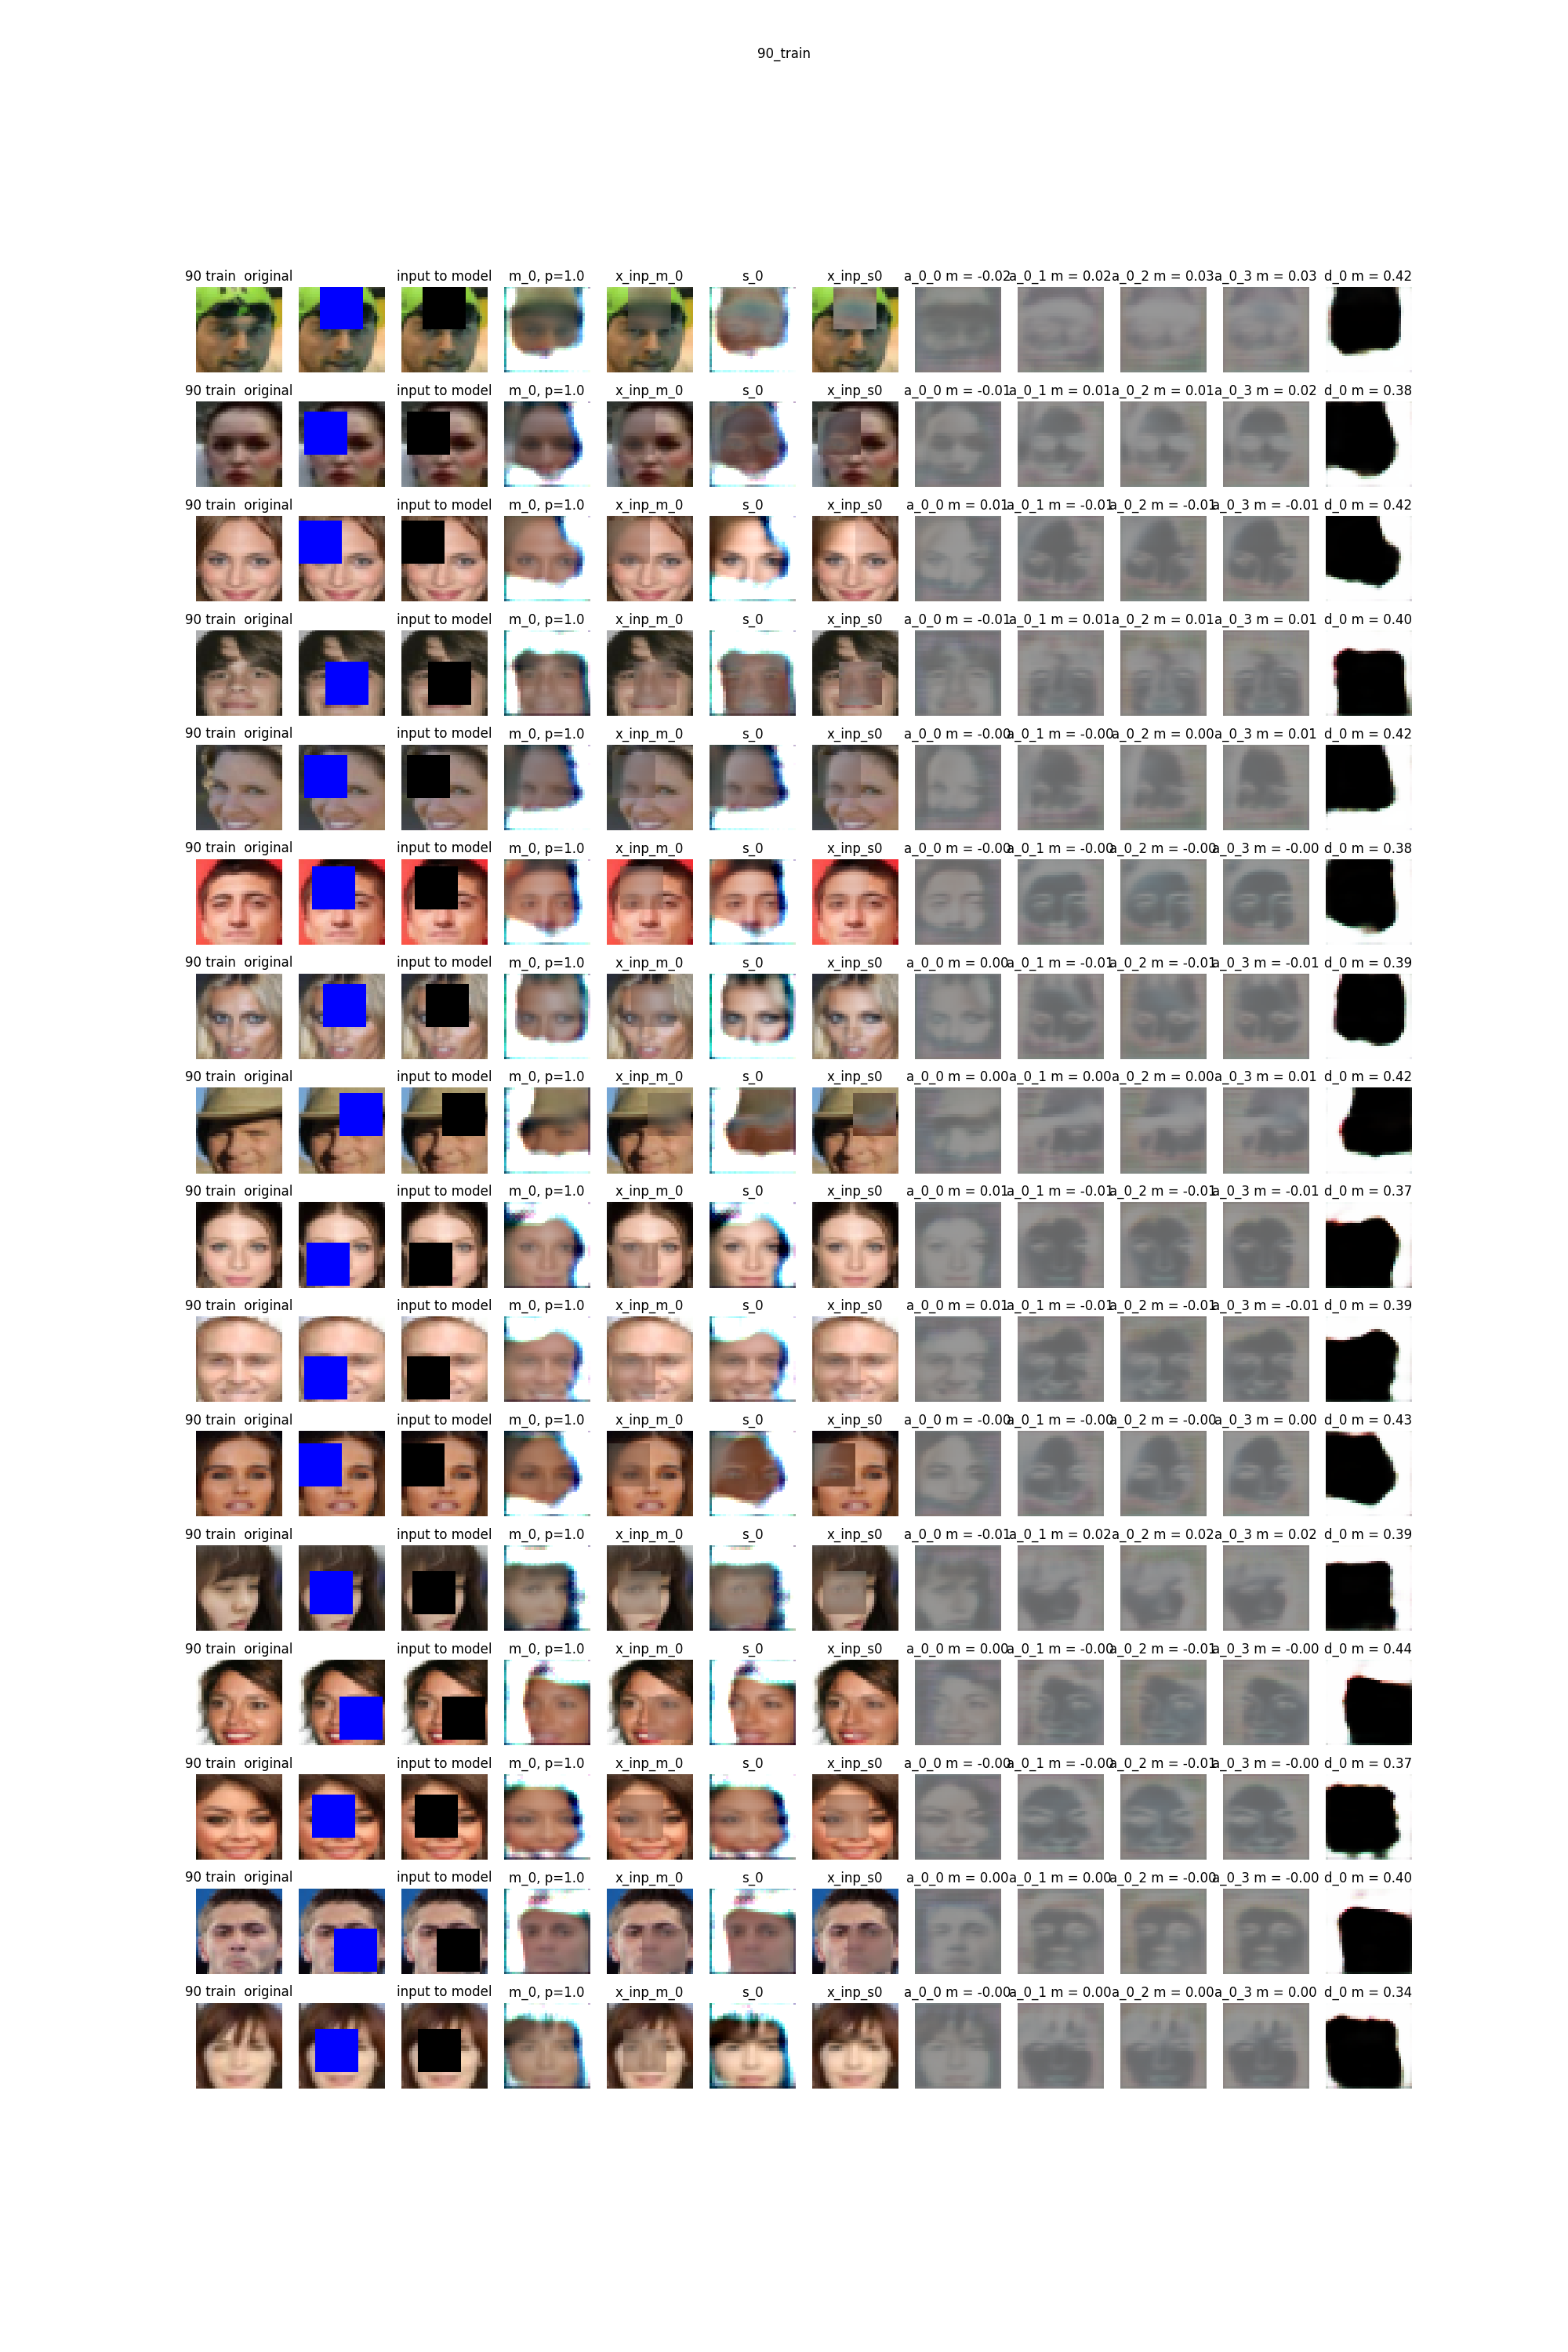 90_train
90 train  original input to model m_0, p=1.0 x_inp_m_0 s_0 x_inp_s0 a_0_0 m = -0.02 a_0_1 m = 0.02 a_0_2 m = 0.03 a_0_3 m = 0.03 d_0 m = 0.42
90 train  original input to model m_0, p=1.0 x_inp_m_0 s_0 x_inp_s0 a_0_0 m = -0.01 a_0_1 m = 0.01 a_0_2 m = 0.01 a_0_3 m = 0.02 d_0 m = 0.38
90 train  original input to model m_0, p=1.0 x_inp_m_0 s_0 x_inp_s0 a_0_0 m = 0.01 a_0_1 m = -0.01 a_0_2 m = -0.01 a_0_3 m = -0.01 d_0 m = 0.42
90 train  original input to model m_0, p=1.0 x_inp_m_0 s_0 x_inp_s0 a_0_0 m = -0.01 a_0_1 m = 0.01 a_0_2 m = 0.01 a_0_3 m = 0.01 d_0 m = 0.40
90 train  original input to model m_0, p=1.0 x_inp_m_0 s_0 x_inp_s0 a_0_0 m = -0.00 a_0_1 m = -0.00 a_0_2 m = 0.00 a_0_3 m = 0.01 d_0 m = 0.42
90 train  original input to model m_0, p=1.0 x_inp_m_0 s_0 x_inp_s0 a_0_0 m = -0.00 a_0_1 m = -0.00 a_0_2 m = -0.00 a_0_3 m = -0.00 d_0 m = 0.38
90 train  original input to model m_0, p=1.0 x_inp_m_0 s_0 x_inp_s0 a_0_0 m = 0.00 a_0_1 m = -0.01 a_0_2 m = -0.01 a_0_3 m = -0.01 d_0 m = 0.39
90 train  original input to model m_0, p=1.0 x_inp_m_0 s_0 x_inp_s0 a_0_0 m = 0.00 a_0_1 m = 0.00 a_0_2 m = 0.00 a_0_3 m = 0.01 d_0 m = 0.42
90 train  original input to model m_0, p=1.0 x_inp_m_0 s_0 x_inp_s0 a_0_0 m = 0.01 a_0_1 m = -0.01 a_0_2 m = -0.01 a_0_3 m = -0.01 d_0 m = 0.37
90 train  original input to model m_0, p=1.0 x_inp_m_0 s_0 x_inp_s0 a_0_0 m = 0.01 a_0_1 m = -0.01 a_0_2 m = -0.01 a_0_3 m = -0.01 d_0 m = 0.39
90 train  original input to model m_0, p=1.0 x_inp_m_0 s_0 x_inp_s0 a_0_0 m = -0.00 a_0_1 m = -0.00 a_0_2 m = -0.00 a_0_3 m = 0.00 d_0 m = 0.43
90 train  original input to model m_0, p=1.0 x_inp_m_0 s_0 x_inp_s0 a_0_0 m = -0.01 a_0_1 m = 0.02 a_0_2 m = 0.02 a_0_3 m = 0.02 d_0 m = 0.39
90 train  original input to model m_0, p=1.0 x_inp_m_0 s_0 x_inp_s0 a_0_0 m = 0.00 a_0_1 m = -0.00 a_0_2 m = -0.01 a_0_3 m = -0.00 d_0 m = 0.44
90 train  original input to model m_0, p=1.0 x_inp_m_0 s_0 x_inp_s0 a_0_0 m = -0.00 a_0_1 m = -0.00 a_0_2 m = -0.01 a_0_3 m = -0.00 d_0 m = 0.37
90 train  original input to model m_0, p=1.0 x_inp_m_0 s_0 x_inp_s0 a_0_0 m = 0.00 a_0_1 m = 0.00 a_0_2 m = -0.00 a_0_3 m = -0.00 d_0 m = 0.40
90 train  original input to model m_0, p=1.0 x_inp_m_0 s_0 x_inp_s0 a_0_0 m = -0.00 a_0_1 m = 0.00 a_0_2 m = 0.00 a_0_3 m = 0.00 d_0 m = 0.34